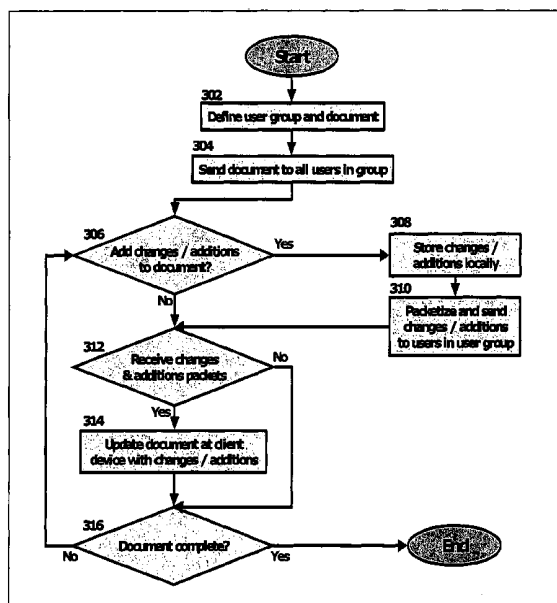 Start
302
Define user group and document
304
Send document to all users in group
306
Add changes / additions
to document?
Yes
308
Store changes /
additions locally
No
310
Packetize and send
changes / additions
to users in user group
312
Receive changes
& additions packets
No
Yes
314
Update document at client
device with changes / additions
316
Document complete?
No
Yes
End